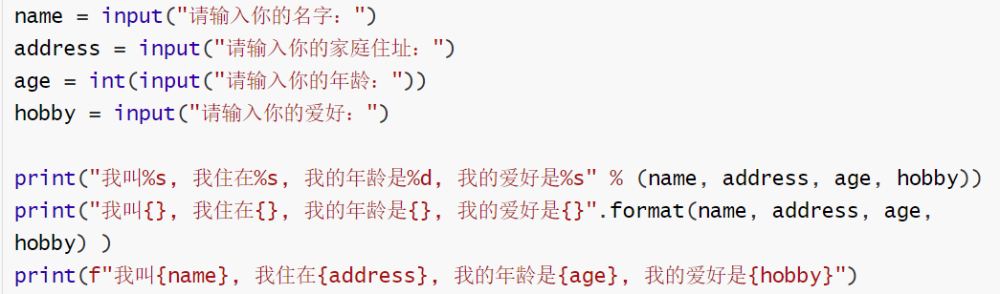 name = input("请输入你的名字：")
address = input("请输入你的家庭住址：")
age = int(input("请输入你的年龄："))
hobby = input("请输入你的爱好：")
print("我叫%s, 我住在%s, 我的年龄是%d, 我的爱好是%s" % (name, address, age, hobby))
print("我叫{}, 我住在{}, 我的年龄是{}, 我的爱好是{}".format(name, address, age,
hobby) )
print(f"我叫{name}, 我住在{address}, 我的年龄是{age}, 我的爱好是{hobby}")